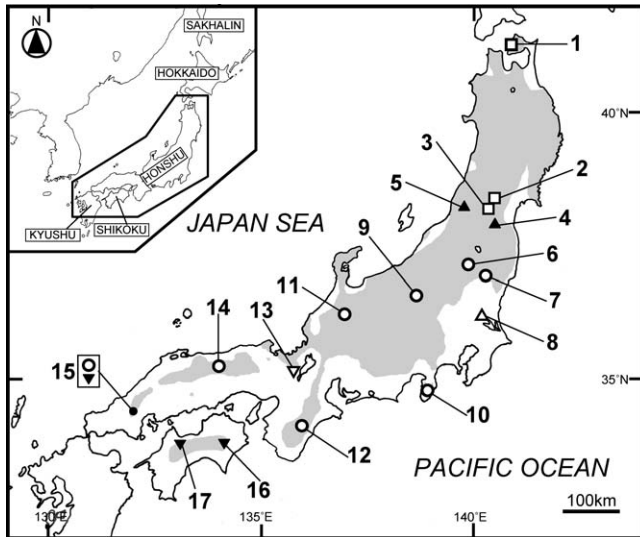 N
SAKHALIN
HOKKAIDO
HONSHU
KYUSHU
SHIKOKU
JAPAN SEA
PACIFIC OCEAN
1
2
3
4
5
6
7
8
9
10
11
12
13
14
15
16
17
40°N
35°N
130°E
135°E
140°E
100km